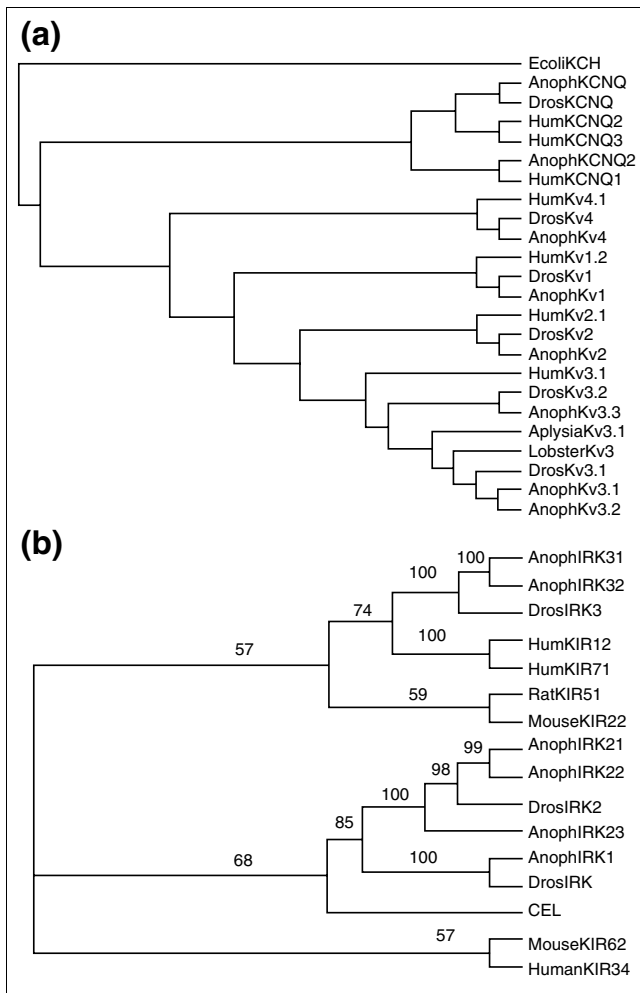 (a)
EcoliKCH
AnophKCNQ
DrosKCNQ
HumKCNQ2
HumKCNQ3
AnophKCNQ2
HumKCNQ1
HumKv4.1
DrosKv4
AnophKv4
HumKv1.2
DrosKv1
AnophKv1
HumKv2.1
DrosKv2
AnophKv2
HumKv3.1
DrosKv3.2
AnophKv3.3
AplysiaKv3.1
LobsterKv3
DrosKv3.1
AnophKv3.1
AnophKv3.2
(b)
100 AnophIRK31
100
AnophIRK32
74 DrosIRK3
100 HumKIR12
57
HumKIR71
59 RatKIR51
MouseKIR22
99 AnophIRK21
98 AnophIRK22
100 DrosIRK2
85 AnophIRK23
68 100 AnophIRK1
DrosIRK
CEL
57 MouseKIR62
HumanKIR34